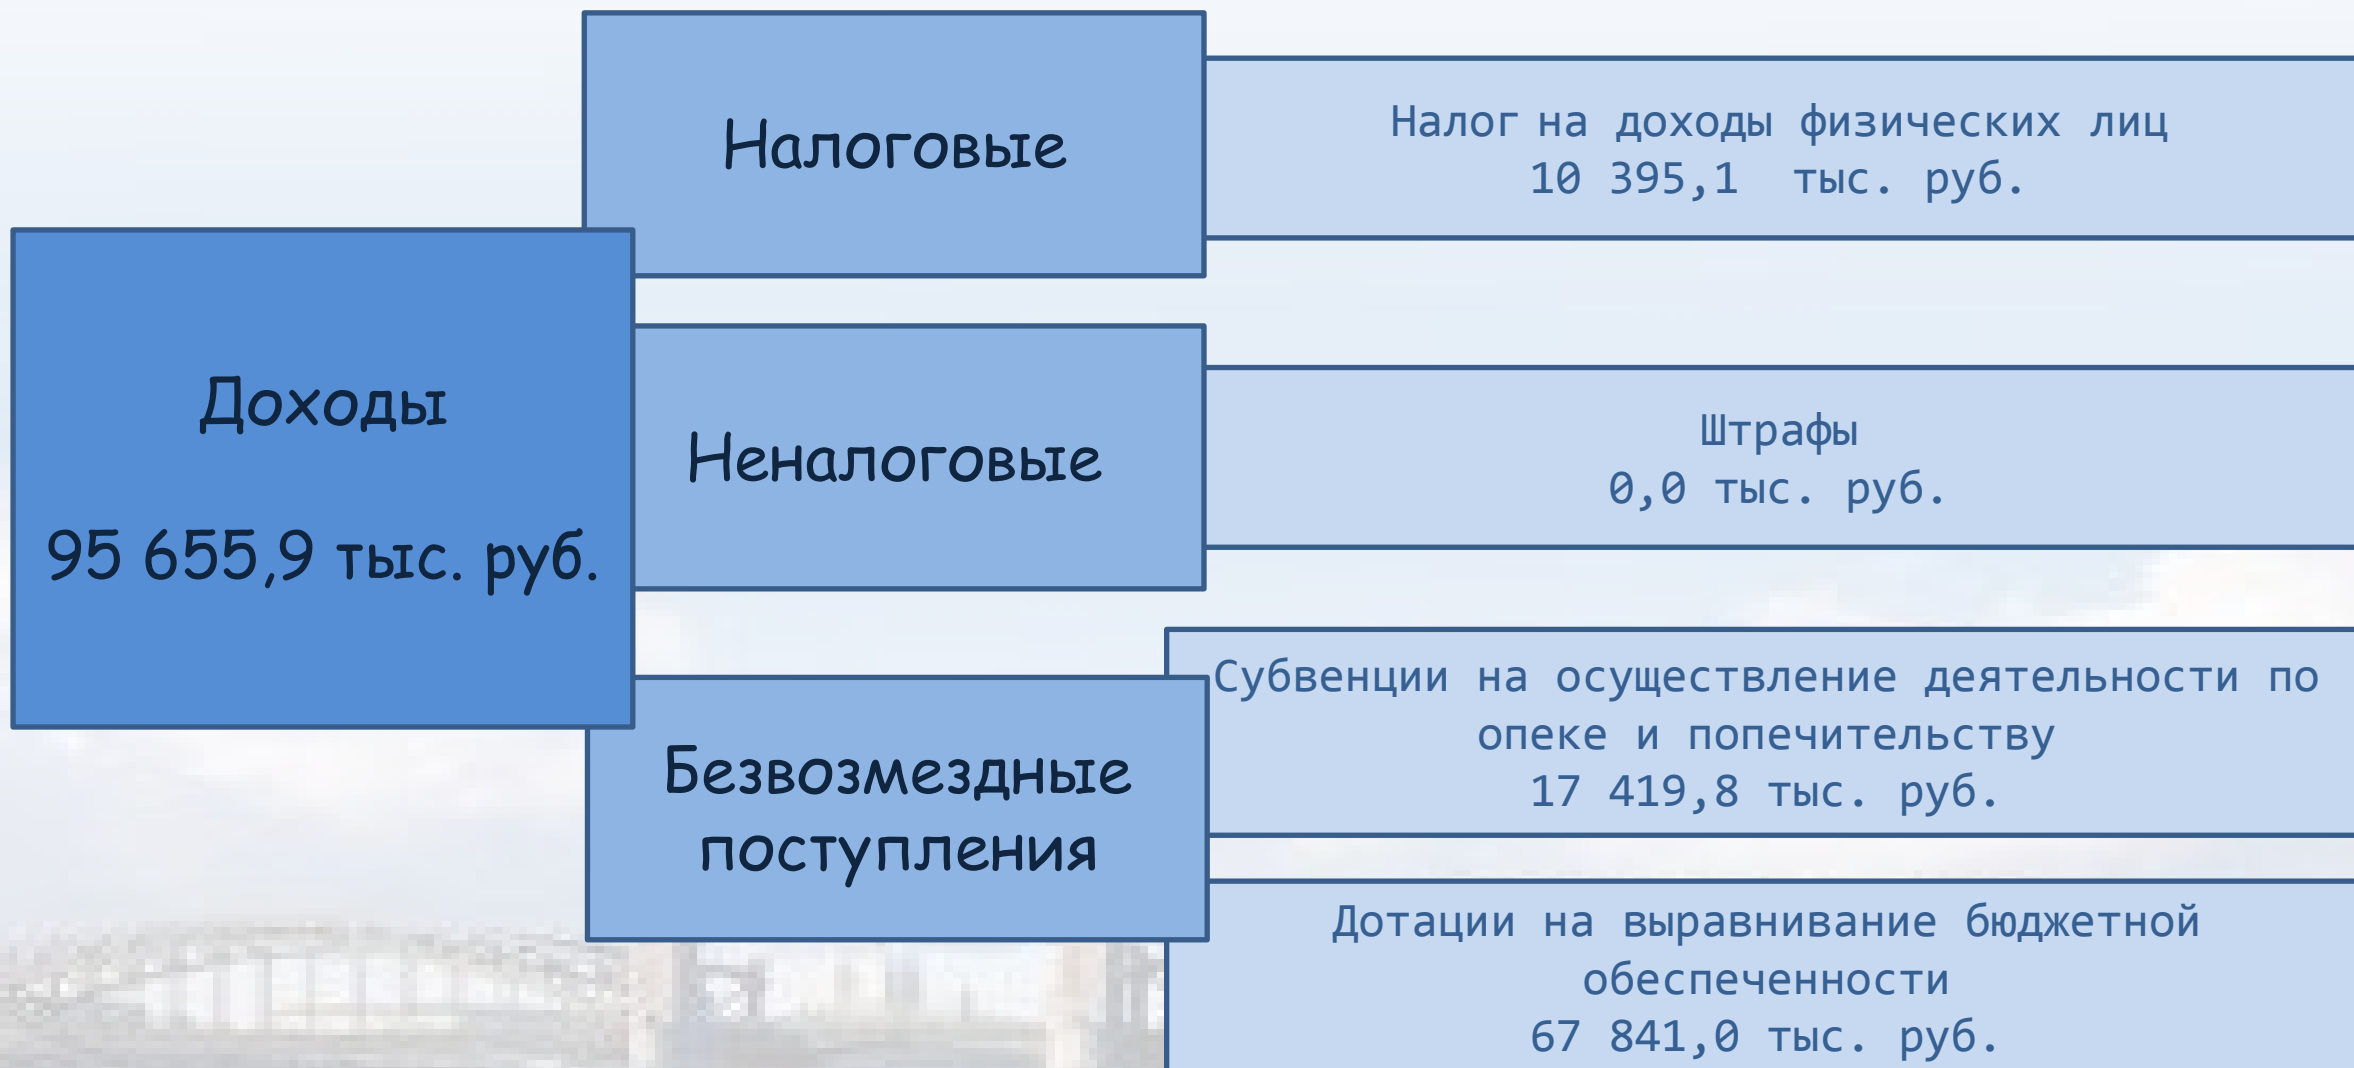 Доходы
95 655,9 тыс. руб.
Налоговые
Налог на доходы физических лиц
10 395,1 тыс. руб.
Неналоговые
Штрафы
0,0 тыс. руб.
Безвозмездные
поступления
Субвенции на осуществление деятельности по
опеке и попечительству
17 419,8 тыс. руб.
Дотации на выравнивание бюджетной
обеспеченности
67 841,0 тыс. руб.